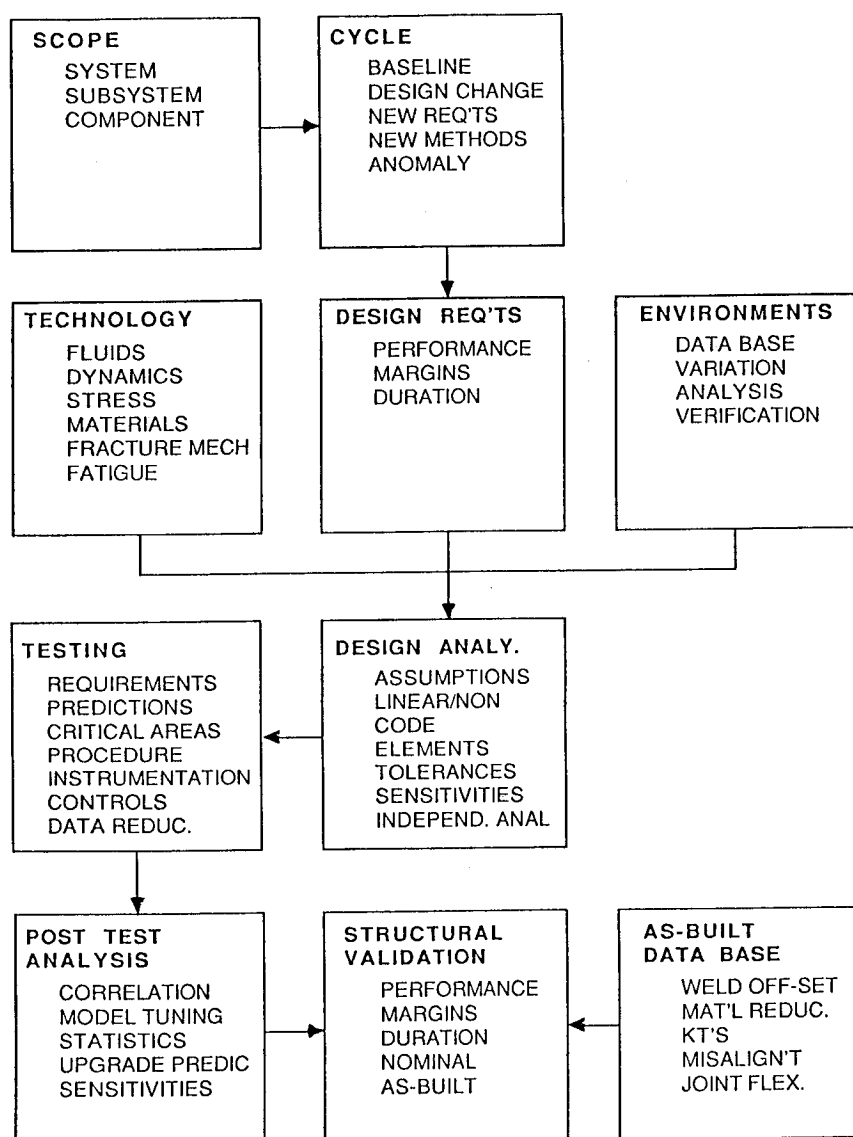 SCOPE
SYSTEM
SUBSYSTEM
COMPONENT
CYCLE
BASELINE
DESIGN CHANGE
NEW REQ'TS
NEW METHODS
ANOMALY
TECHNOLOGY
FLUIDS
DYNAMICS
STRESS
MATERIALS
FRACTURE MECH
FATIGUE
DESIGN REQ'TS
PERFORMANCE
MARGINS
DURATION
ENVIRONMENTS
DATA BASE
VARIATION
ANALYSIS
VERIFICATION
TESTING
REQUIREMENTS
PREDICTIONS
CRITICAL AREAS
PROCEDURE
INSTRUMENTATION
CONTROLS
DATA REDUC.
DESIGN ANALY.
ASSUMPTIONS
LINEAR/NON
CODE
ELEMENTS
TOLERANCES
SENSITIVITIES
INDEPEND. ANAL
POST TEST
ANALYSIS
CORRELATION
MODEL TUNING
STATISTICS
UPGRADE PREDIC
SENSITIVITIES
STRUCTURAL
VALIDATION
PERFORMANCE
MARGINS
DURATION
NOMINAL
AS-BUILT
AS-BUILT
DATA BASE
WELD OFF-SET
MAT'L REDUC.
KT'S
MISALIGN'T
JOINT FLEX.